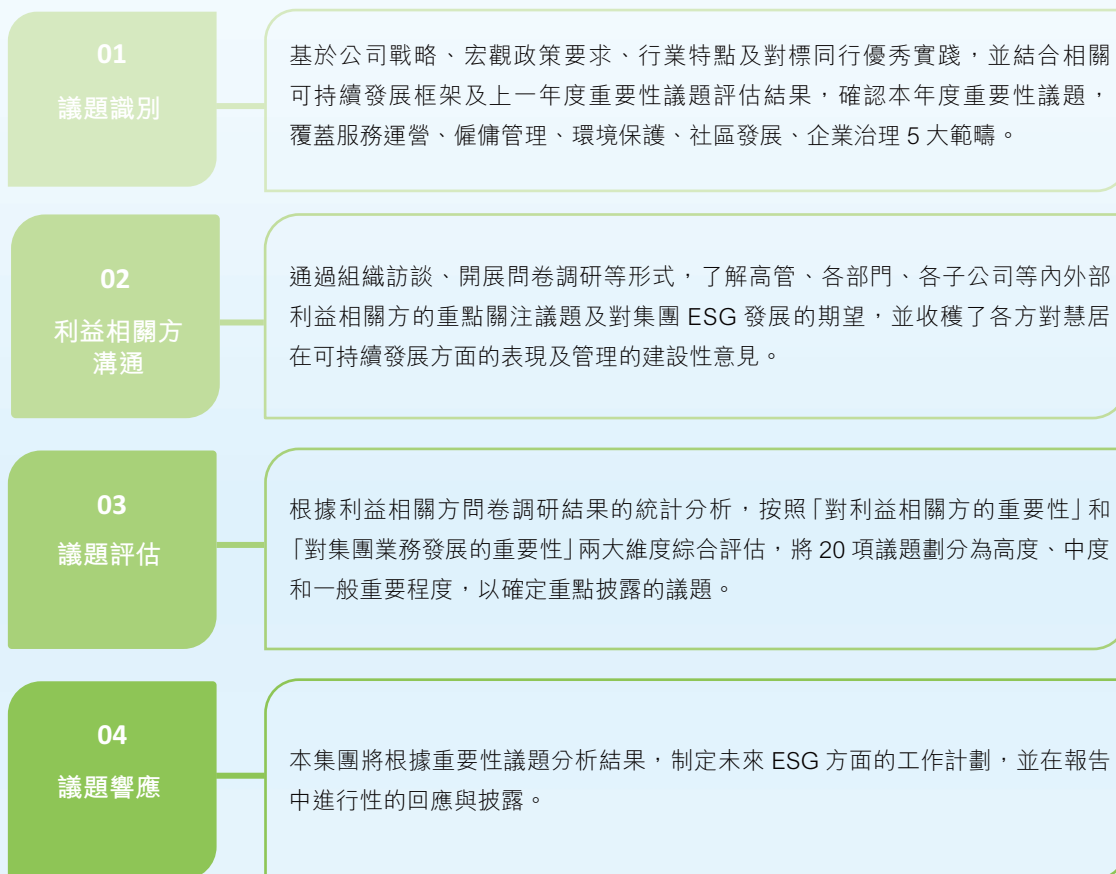 01
議題識別
基於公司戰略、宏觀政策要求、行業特點及對標同行優秀實踐，並結合相關
可持續發展框架及上一年度重要性議題評估結果，確認本年度重要性議題，
覆蓋服務運營、僱傭管理、環境保護、社區發展、企業治理 5 大範疇。
02
利益相關方
溝通
通過組織訪談、開展問卷調研等形式，了解高管、各部門、各子公司等內外部
利益相關方的重點關注議題及對集團 ESG 發展的期望，並收穫了各方對慧居
在可持續發展方面的表現及管理的建設性意見。
03
議題評估
根據利益相關方問卷調研結果的統計分析，按照「對利益相關方的重要性」和
「對集團業務發展的重要性」兩大維度綜合評估，將 20 項議題劃分為高度、中度
和一般重要程度，以確定重點披露的議題。
04
議題響應
本集團將根據重要性議題分析結果，制定未來 ESG 方面的工作計劃，並在報告
中進行性的回應與披露。